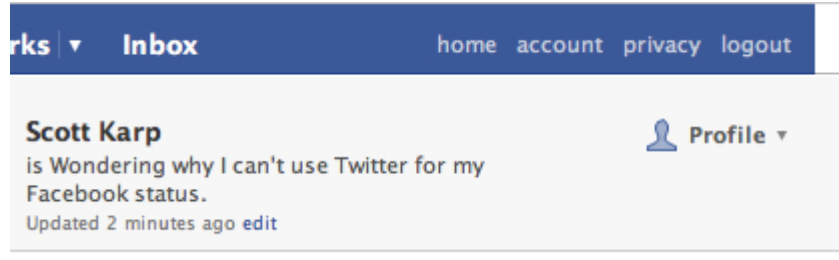 rks Inbox home account privacy logout
Scott Karp Profile
is Wondering why I can't use Twitter for my
Facebook status.
Updated 2 minutes ago edit